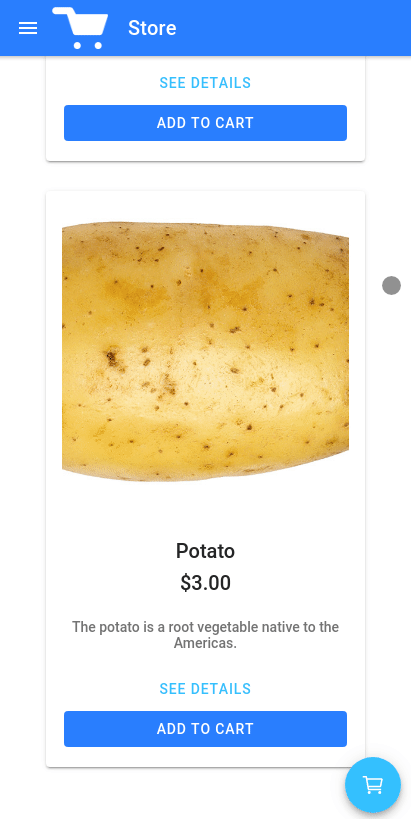 Store
SEE DETAILS
ADD TO CART
Potato
$3.00
The potato is a root vegetable native to the
Americas.
SEE DETAILS
ADD TO CART